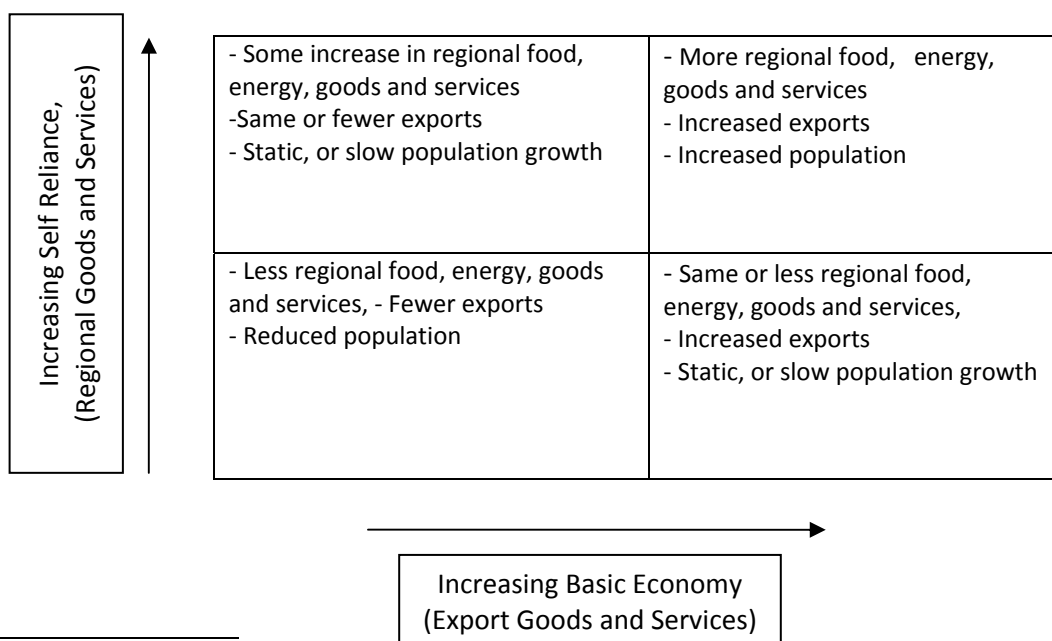 Increasing Self Reliance,
(Regional Goods and Services)
- Some increase in regional food,
energy, goods and services
-Same or fewer exports
- Static, or slow population growth
- More regional food,   energy,
goods and services
- Increased exports
- Increased population
- Less regional food, energy, goods
and services, - Fewer exports
- Reduced population
- Same or less regional food,
energy, goods and services,
- Increased exports
- Static, or slow population growth
Increasing Basic Economy
(Export Goods and Services)